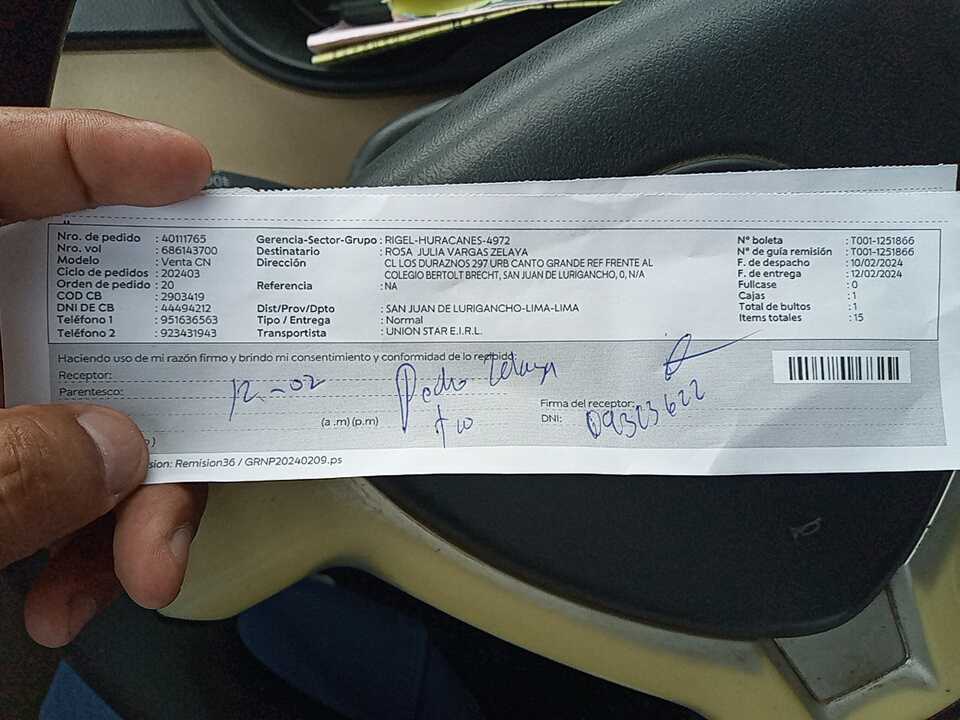 Nro. de pedido : 40111765
Nro. vol : 686143700
Modelo : Venta CN
Ciclo de pedidos : 202403
Orden de pedido : 20
COD CB : 2903419
DNI DE CB : 44494212
Teléfono 1 : 951636563
Teléfono 2 : 923431943
Gerencia-Sector-Grupo : RIGEL-HURACANES-4972
Destinatario : ROSA JULIA VARGAS ZELAYA
Dirección : CL LOS DURAZNOS 297 URB CANTO GRANDE REF FRENTE AL
COLEGIO BERTOLT BRECHT, SAN JUAN DE LURIGANCHO, 0, N/A
Referencia : NA
Dist/Prov/Dpto : SAN JUAN DE LURIGANCHO-LIMA-LIMA
Tipo / Entrega : Normal
Transportista : UNION STAR E.I.R.L.
N° boleta : T001-1251866
N° de guía remisión : T001-1251866
F. de despacho : 10/02/2024
F. de entrega : 12/02/2024
Fullcase : 0
Cajas : 1
Total de bultos : 1
Items totales : 15
Haciendo uso de mi razón firmo y brindo mi consentimiento y conformidad de lo recibido:
Receptor: Pedro Zelaya
Parentesco: tio
12-02
(a .m) (p.m)
Firma del receptor:
DNI: 09323622
sion: Remision36 / GRNP20240209.ps